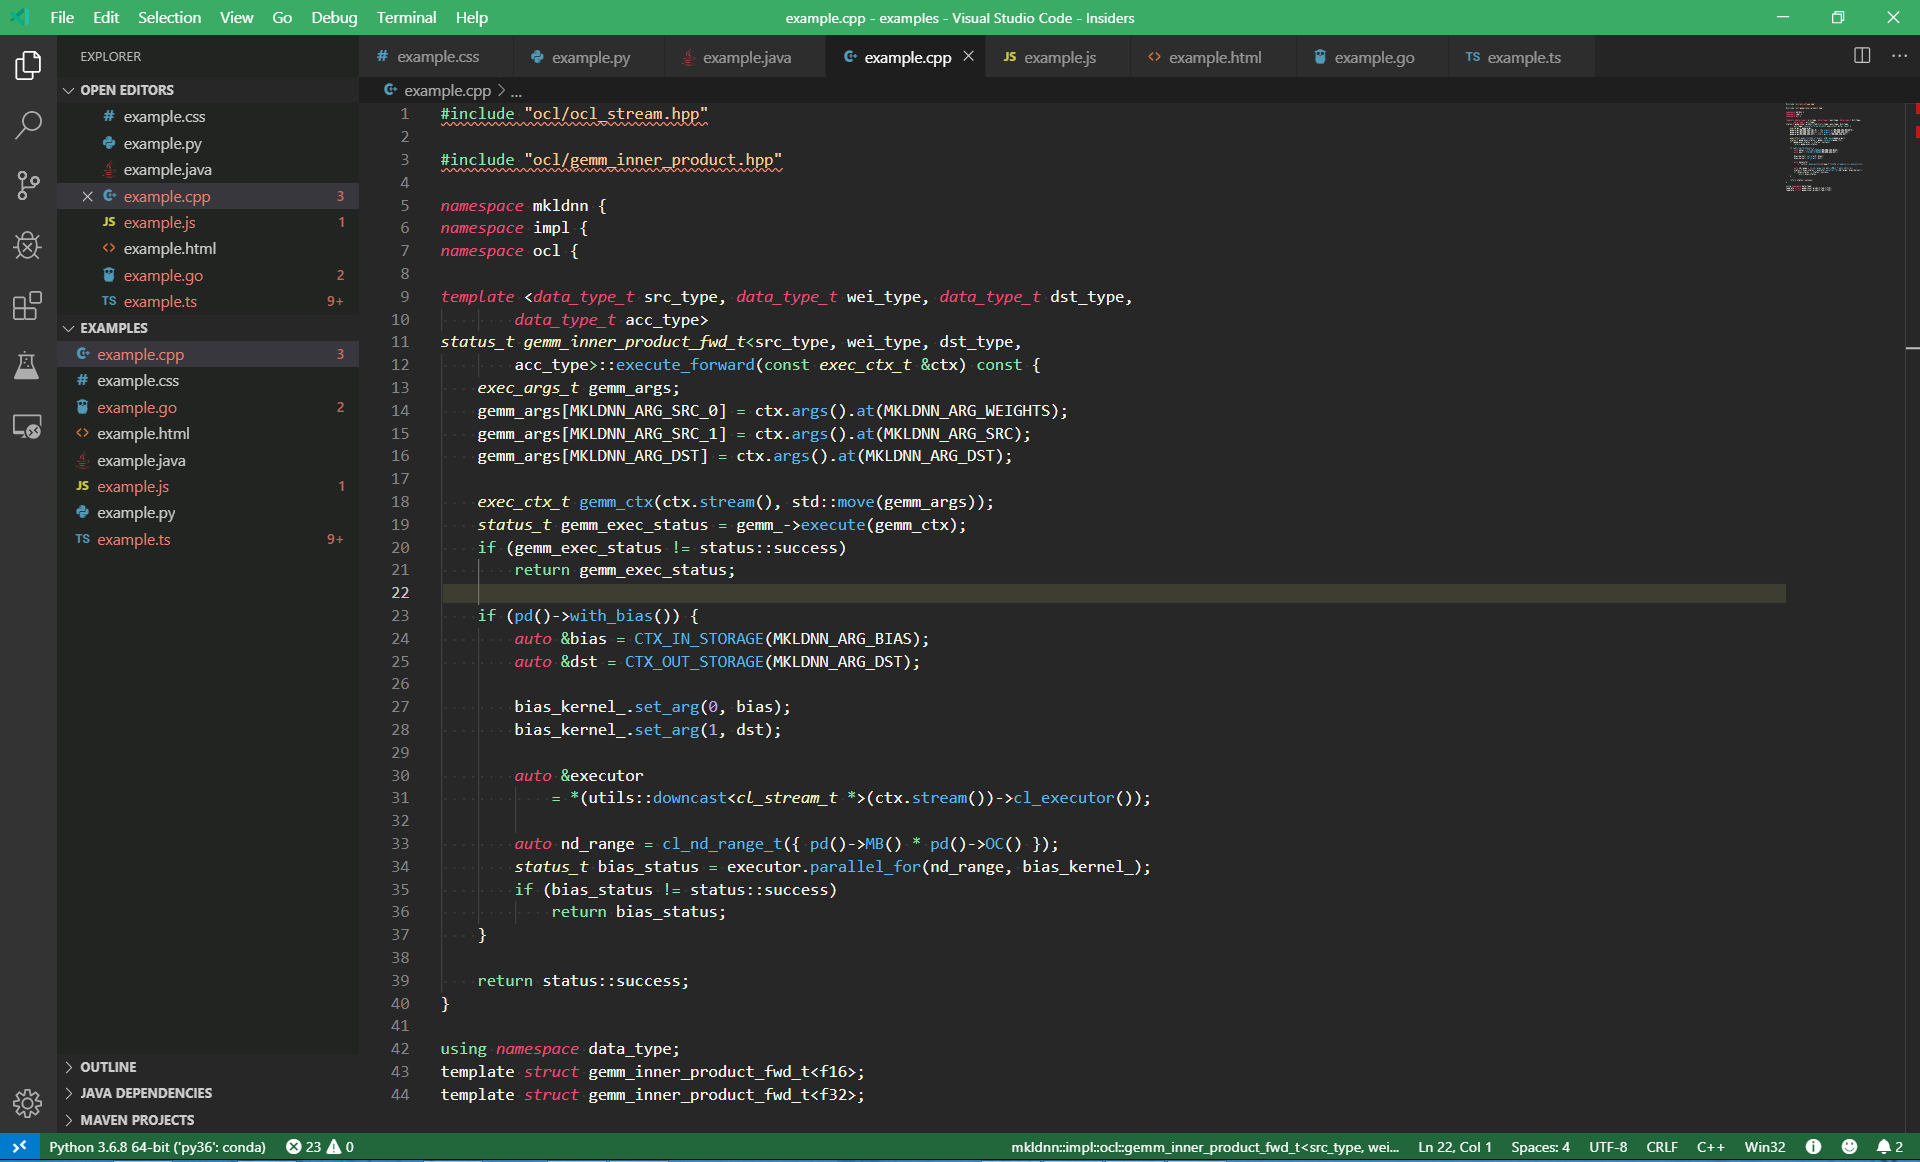 File Edit Selection View Go Debug Terminal Help
example.cpp - examples - Visual Studio Code - Insiders
EXPLORER
OPEN EDITORS
# example.css
example.py
example.java
example.cpp 3
JS example.js 1
<> example.html
example.go 2
TS example.ts 9+
EXAMPLES
example.cpp 3
# example.css
example.go 2
<> example.html
example.java
JS example.js 1
example.py
TS example.ts 9+
OUTLINE
JAVA DEPENDENCIES
MAVEN PROJECTS
# example.css example.py example.java example.cpp JS example.js <> example.html example.go TS example.ts
example.cpp > ...
1 #include "ocl/ocl_stream.hpp"
2
3 #include "ocl/gemm_inner_product.hpp"
4
5 namespace mkldnn {
6 namespace impl {
7 namespace ocl {
8
9 template <data_type_t src_type, data_type_t wei_type, data_type_t dst_type,
10 data_type_t acc_type>
11 status_t gemm_inner_product_fwd_t<src_type, wei_type, dst_type,
12 acc_type>::execute_forward(const exec_ctx_t &ctx) const {
13 exec_args_t gemm_args;
14 gemm_args[MKLDNN_ARG_SRC_0] = ctx.args().at(MKLDNN_ARG_WEIGHTS);
15 gemm_args[MKLDNN_ARG_SRC_1] = ctx.args().at(MKLDNN_ARG_SRC);
16 gemm_args[MKLDNN_ARG_DST] = ctx.args().at(MKLDNN_ARG_DST);
17
18 exec_ctx_t gemm_ctx(ctx.stream(), std::move(gemm_args));
19 status_t gemm_exec_status = gemm_->execute(gemm_ctx);
20 if (gemm_exec_status != status::success)
21 return gemm_exec_status;
22
23 if (pd()->with_bias()) {
24 auto &bias = CTX_IN_STORAGE(MKLDNN_ARG_BIAS);
25 auto &dst = CTX_OUT_STORAGE(MKLDNN_ARG_DST);
26
27 bias_kernel_.set_arg(0, bias);
28 bias_kernel_.set_arg(1, dst);
29
30 auto &executor
31 = *(utils::downcast<cl_stream_t *>(ctx.stream())->cl_executor());
32
33 auto nd_range = cl_nd_range_t({ pd()->MB() * pd()->OC() });
34 status_t bias_status = executor.parallel_for(nd_range, bias_kernel_);
35 if (bias_status != status::success)
36 return bias_status;
37 }
38
39 return status::success;
40 }
41
42 using namespace data_type;
43 template struct gemm_inner_product_fwd_t<f16>;
44 template struct gemm_inner_product_fwd_t<f32>;
Python 3.6.8 64-bit ('py36': conda) 23 0 mkldnn::impl::ocl::gemm_inner_product_fwd_t<src_type, wei... Ln 22, Col 1 Spaces: 4 UTF-8 CRLF C++ Win32 2